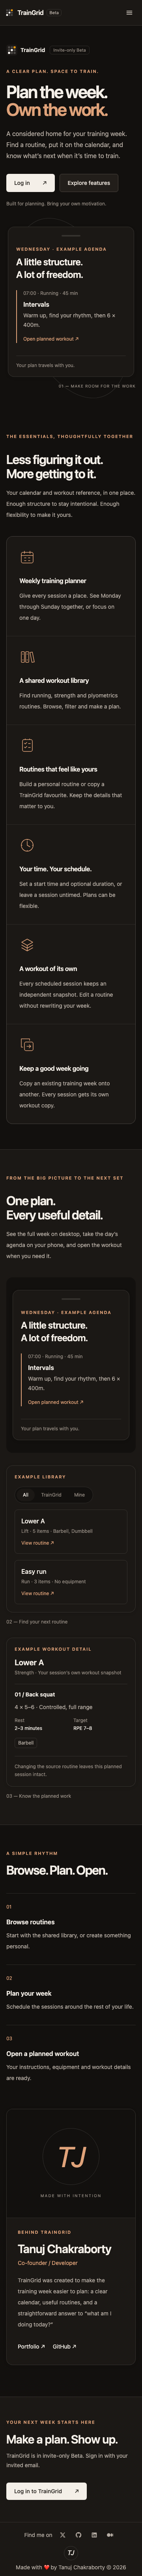 TrainGrid Beta
TrainGrid Invite-only Beta
A CLEAR PLAN. SPACE TO TRAIN.
Plan the week.
Own the work.
A considered home for your training week.
Find a routine, put it on the calendar, and
know what's next when it's time to train.
Log in ↗ Explore features
Built for planning. Bring your own motivation.
WEDNESDAY · EXAMPLE AGENDA
A little structure.
A lot of freedom.
07:00 · Running · 45 min
Intervals
Warm up, find your rhythm, then 6 ×
400m.
Open planned workout ↗
Your plan travels with you.
01 — MAKE ROOM FOR THE WORK
THE ESSENTIALS, THOUGHTFULLY TOGETHER
Less figuring it out.
More getting to it.
Your calendar and workout reference, in one place.
Enough structure to stay intentional. Enough
flexibility to make it yours.
Weekly training planner
Give every session a place. See Monday
through Sunday together, or focus on
one day.
A shared workout library
Find running, strength and plyometrics
routines. Browse, filter and make a plan.
Routines that feel like yours
Build a personal routine or copy a
TrainGrid favourite. Keep the details that
matter to you.
Your time. Your schedule.
Set a start time and optional duration, or
leave a session untimed. Plans can be
flexible.
A workout of its own
Every scheduled session keeps an
independent snapshot. Edit a routine
without rewriting your week.
Keep a good week going
Copy an existing training week onto
another. Every session gets its own
workout copy.
FROM THE BIG PICTURE TO THE NEXT SET
One plan.
Every useful detail.
See the full week on desktop, take the day's
agenda on your phone, and open the workout
when you need it.
WEDNESDAY · EXAMPLE AGENDA
A little structure.
A lot of freedom.
07:00 · Running · 45 min
Intervals
Warm up, find your rhythm, then 6 ×
400m.
Open planned workout ↗
Your plan travels with you.
EXAMPLE LIBRARY
All TrainGrid Mine
Lower A
Lift · 5 items · Barbell, Dumbbell
View routine ↗
Easy run
Run · 3 items · No equipment
View routine ↗
02 — Find your next routine
EXAMPLE WORKOUT DETAIL
Lower A
Strength · Your session's own workout snapshot
01 / Back squat
4 × 5–6 · Controlled, full range
Rest Target
2–3 minutes RPE 7–8
Barbell
Changing the source routine leaves this planned
session intact.
03 — Know the planned work
A SIMPLE RHYTHM
Browse. Plan. Open.
01
Browse routines
Start with the shared library, or create something
personal.
02
Plan your week
Schedule the sessions around the rest of your life.
03
Open a planned workout
Your instructions, equipment and workout details
are ready.
TJ
MADE WITH INTENTION
BEHIND TRAINGRID
Tanuj Chakraborty
Co-founder / Developer
TrainGrid was created to make the
training week easier to plan: a clear
calendar, useful routines, and a
straightforward answer to "what am I
doing today?"
Portfolio ↗ GitHub ↗
YOUR NEXT WEEK STARTS HERE
Make a plan. Show up.
TrainGrid is in invite-only Beta. Sign in with your
invited email.
Log in to TrainGrid ↗
Find me on
TJ
Made with ❤️ by Tanuj Chakraborty © 2026